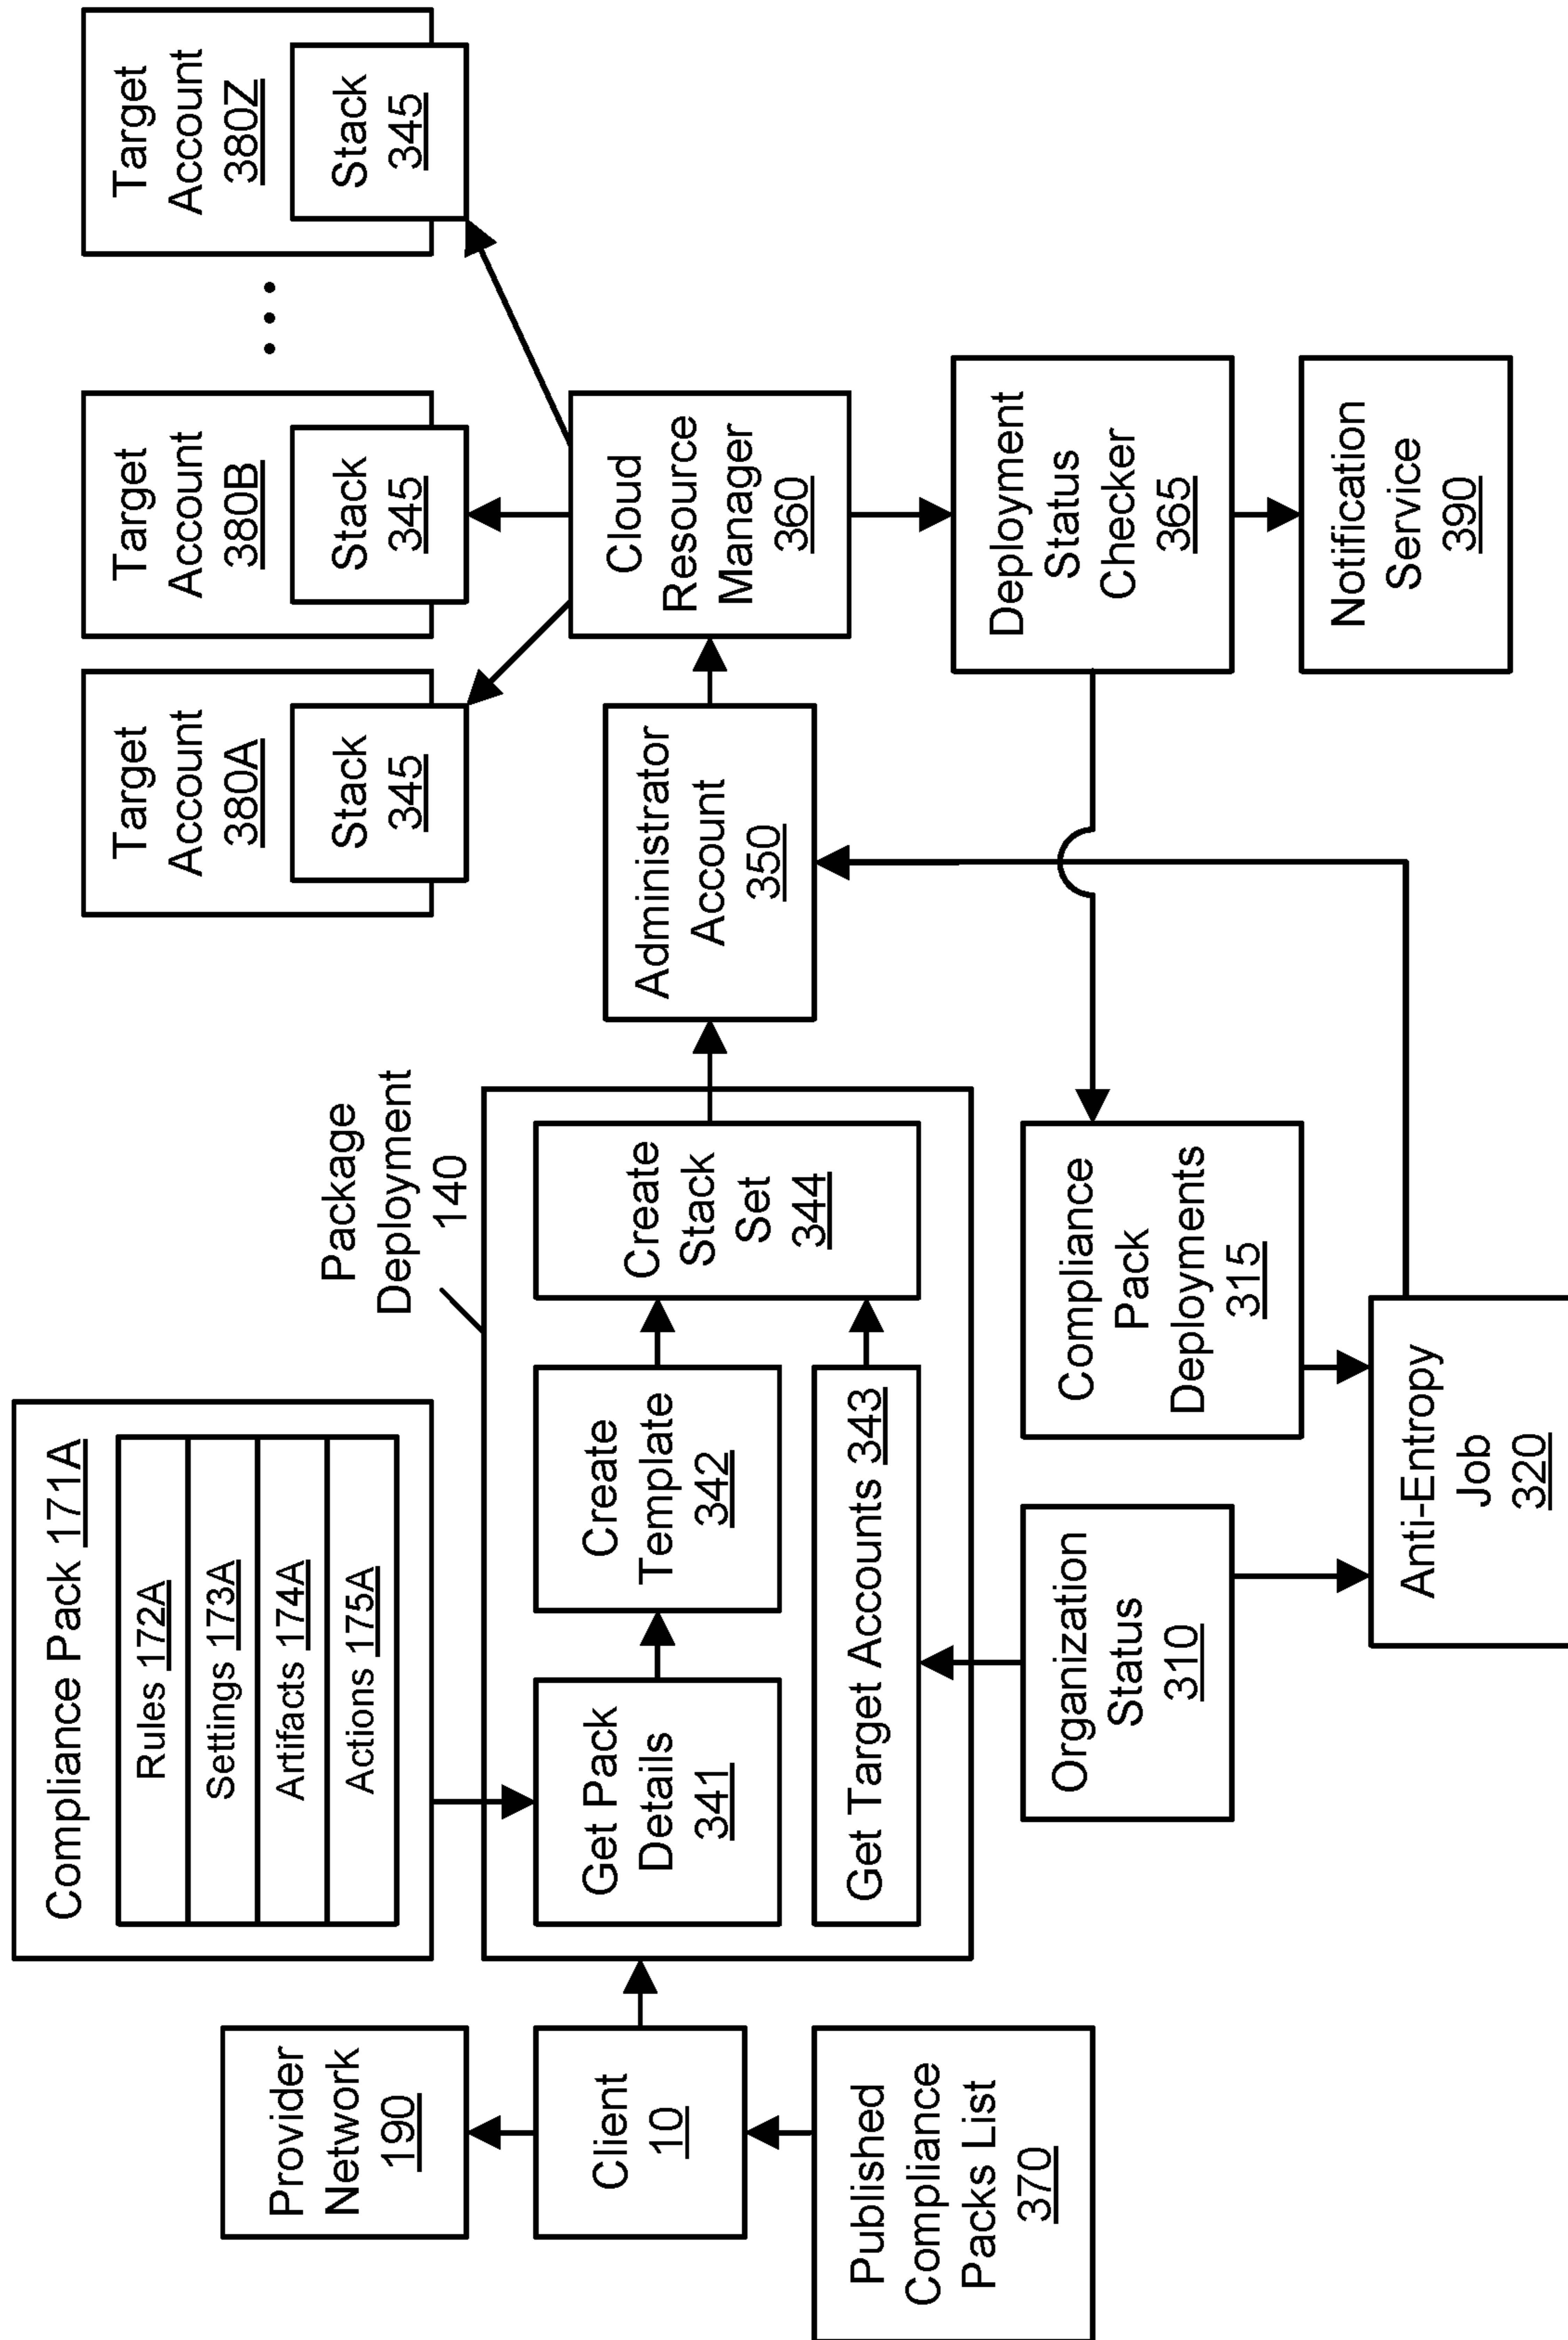 Compliance Pack 171A
Rules 172A
Settings 173A
Artifacts 174A
Actions 175A
Target
Account
380A
Stack
345
Target
Account
380B
Stack
345
Target
Account
380Z
Stack
345
Provider
Network
190
Package
Deployment
140
Client
10
Get Pack
Details
341
Create
Template
342
Create
Stack
Set
344
Get Target Accounts 343
Administrator
Account
350
Cloud
Resource
Manager
360
Published
Compliance
Packs List
370
Organization
Status
310
Compliance
Pack
Deployments
315
Deployment
Status
Checker
365
Anti-Entropy
Job
320
Notification
Service
390